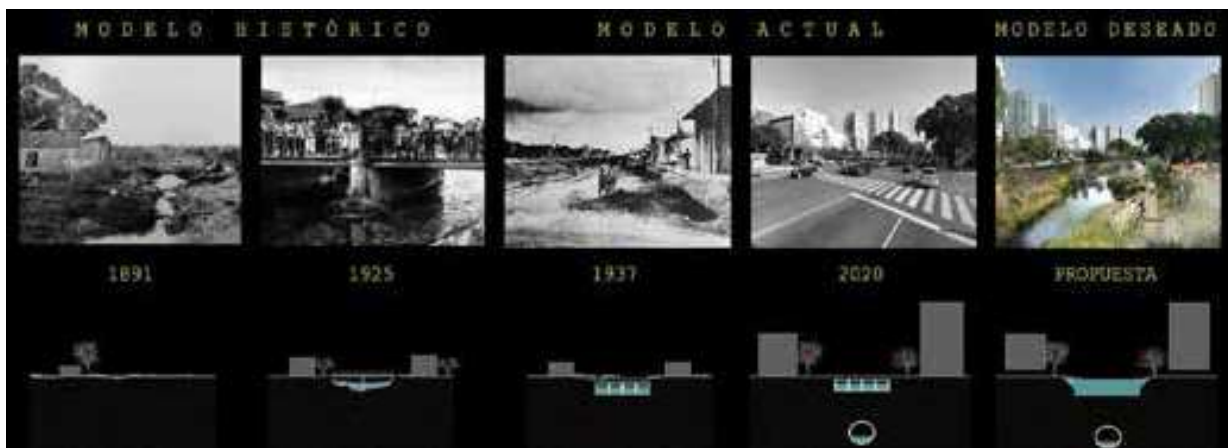 MODELO HISTÓRICO
MODELO ACTUAL
MODELO DESEADO
1891
1925
1937
2020
PROPUESTA